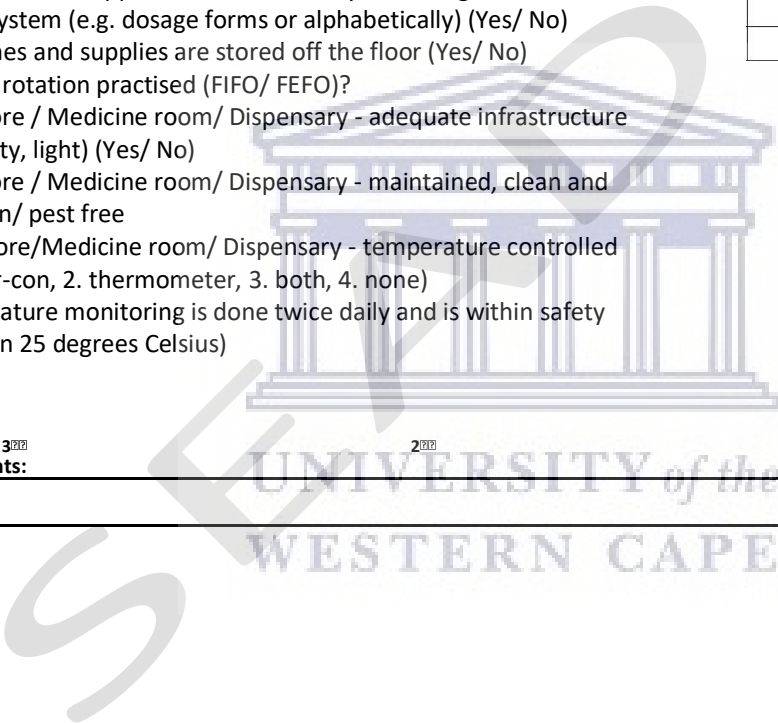 ystem (e.g. dosage forms or alphabetically) (Yes/ No)
nes and supplies are stored off the floor (Yes/ No)
rotation practised (FIFO/ FEFO)?
ore / Medicine room/ Dispensary - adequate infrastructure
ty, light) (Yes/ No)
ore / Medicine room/ Dispensary - maintained, clean and
n/ pest free
ore/Medicine room/ Dispensary - temperature controlled
r-con, 2. thermometer, 3. both, 4. none)
ature monitoring is done twice daily and is within safety
n 25 degrees Celsius)
3 2
nts:
UNIVERSITY of the
WESTERN CAPE
SEAD